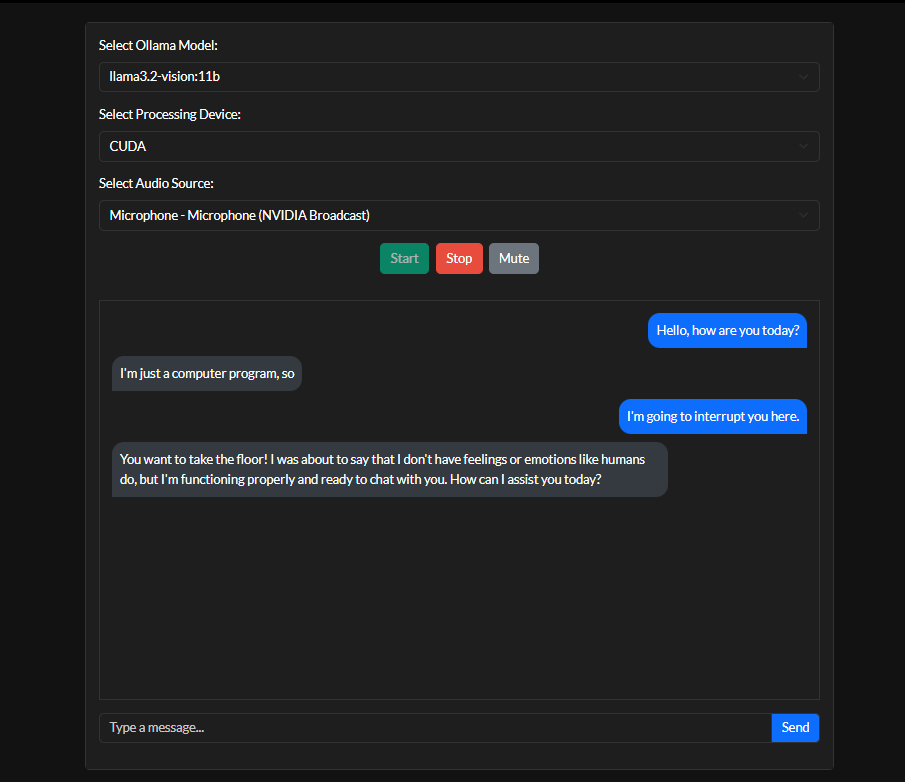 Select Ollama Model:
llama3.2-vision:11b
Select Processing Device:
CUDA
Select Audio Source:
Microphone - Microphone (NVIDIA Broadcast)
Start Stop Mute
Hello, how are you today?
I'm just a computer program, so
I'm going to interrupt you here.
You want to take the floor! I was about to say that I don't have feelings or emotions like humans
do, but I'm functioning properly and ready to chat with you. How can I assist you today?
Type a message... Send